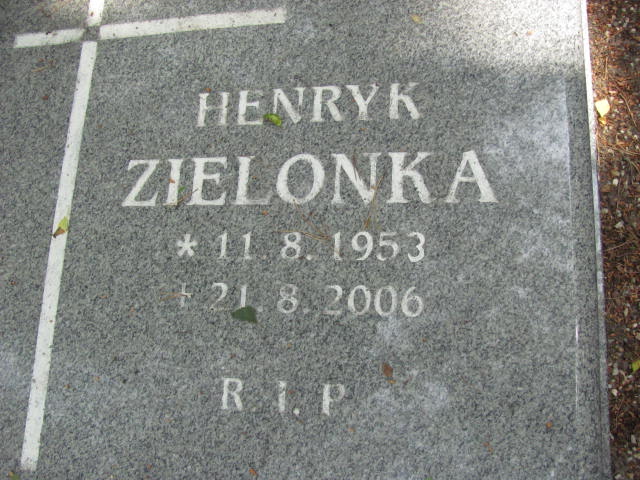 HENRYK
ZIELONKA
* 11.8.1953
+ 21.8.2006
R.I.P